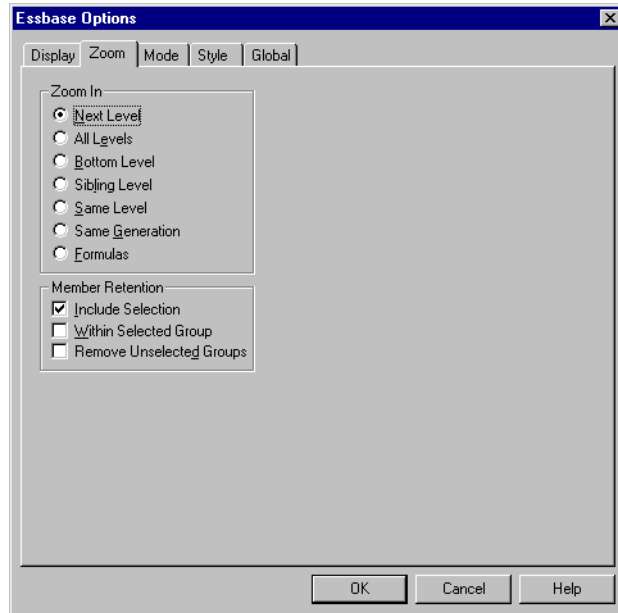 Essbase Options
Display Zoom Mode Style Global
Zoom In
Next Level
All Levels
Bottom Level
Sibling Level
Same Level
Same Generation
Formulas
Member Retention
Include Selection
Within Selected Group
Remove Unselected Groups
OK Cancel Help